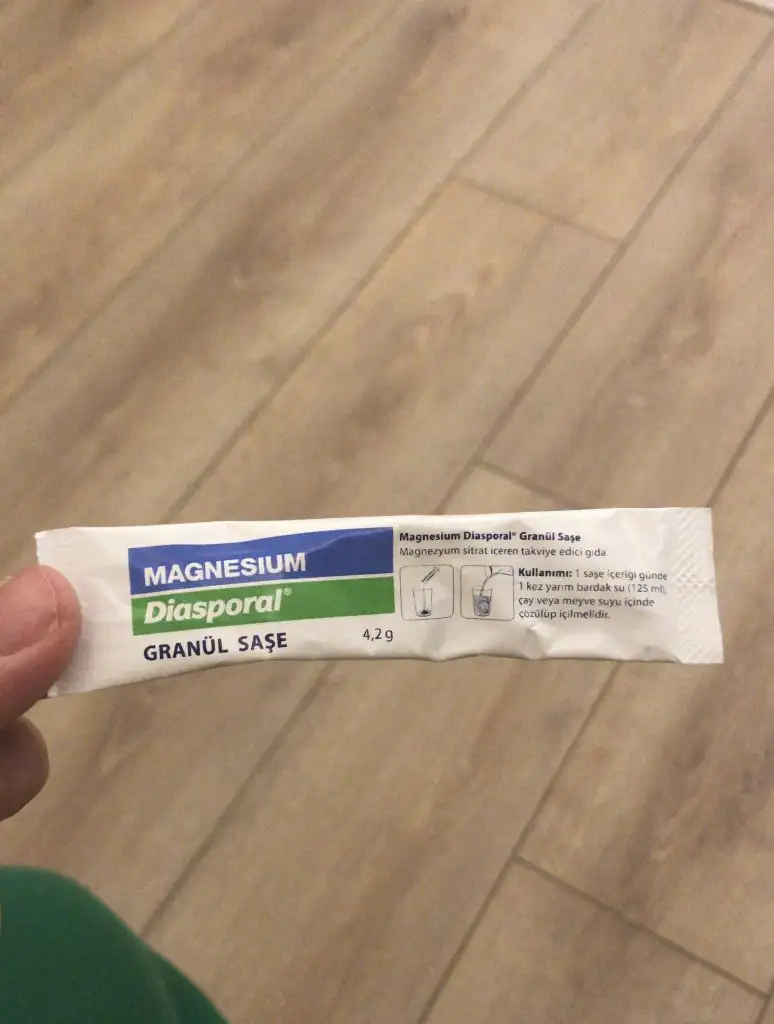 MAGNESIUM
Diasporal®
GRANÜL SAŞE
4,2 g
Magnesium Diasporal® Granül Saşe
Magnezyum sitrat içeren takviye edici gıda
Kullanımı: 1 saşe içeriği günde
1 kez yarım bardak su (125 ml),
çay veya meyve suyu içinde
çözülüp içilmelidir.